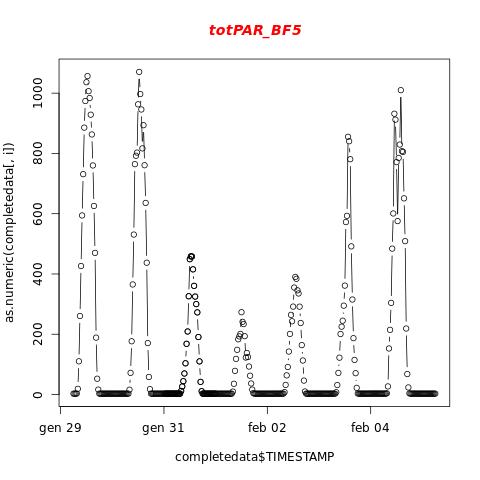 totPAR_BF5
as.numeric(completedata[, i])
1000
800
600
400
200
0
gen 29
gen 31
feb 02
feb 04
completedata$TIMESTAMP